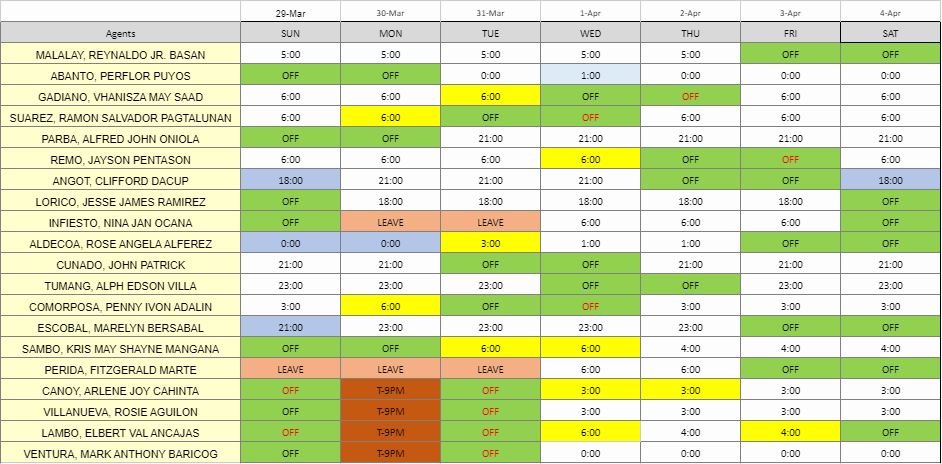 29-Mar 30-Mar 31-Mar 1-Apr 2-Apr 3-Apr 4-Apr
Agents SUN MON TUE WED THU FRI SAT
MALALAY, REYNALDO JR. BASAN 5:00 5:00 5:00 5:00 5:00 OFF OFF
ABANTO, PERFLOR PUYOS OFF OFF 0:00 1:00 0:00 0:00 0:00
GADIANO, VHANISZA MAY SAAD 6:00 6:00 6:00 OFF OFF 6:00 6:00
SUAREZ, RAMON SALVADOR PAGTALUNAN 6:00 6:00 OFF OFF 6:00 6:00 6:00
PARBA, ALFRED JOHN ONIOLA OFF OFF 21:00 21:00 21:00 21:00 21:00
REMO, JAYSON PENTASON 6:00 6:00 6:00 6:00 OFF OFF 6:00
ANGOT, CLIFFORD DACUP 18:00 21:00 21:00 21:00 OFF OFF 18:00
LORICO, JESSE JAMES RAMIREZ OFF 18:00 18:00 18:00 18:00 18:00 OFF
INFIESTO, NINA JAN OCANA OFF LEAVE LEAVE 6:00 6:00 6:00 OFF
ALDECOA, ROSE ANGELA ALFEREZ 0:00 0:00 3:00 1:00 1:00 OFF OFF
CUNADO, JOHN PATRICK 21:00 21:00 OFF OFF 21:00 21:00 21:00
TUMANG, ALPH EDSON VILLA 23:00 23:00 23:00 OFF OFF 23:00 23:00
COMORPOSA, PENNY IVON ADALIN 3:00 6:00 OFF OFF 3:00 3:00 3:00
ESCOBAL, MARELYN BERSABAL 21:00 23:00 23:00 23:00 23:00 OFF OFF
SAMBO, KRIS MAY SHAYNE MANGANA OFF OFF 6:00 6:00 4:00 4:00 4:00
PERIDA, FITZGERALD MARTE LEAVE LEAVE LEAVE 6:00 6:00 OFF OFF
CANOY, ARLENE JOY CAHINTA OFF T-9PM OFF 3:00 3:00 3:00 3:00
VILLANUEVA, ROSIE AGUILON OFF T-9PM OFF 3:00 3:00 3:00 3:00
LAMBO, ELBERT VAL ANCAJAS OFF T-9PM OFF 6:00 4:00 4:00 OFF
VENTURA, MARK ANTHONY BARICOG OFF T-9PM OFF 0:00 0:00 0:00 0:00